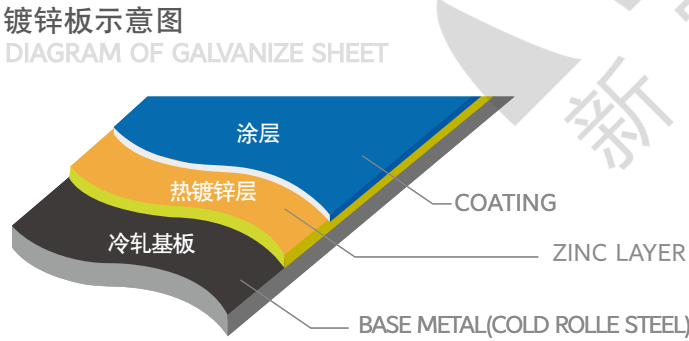 镀锌板示意图
DIAGRAM OF GALVANIZE SHEET
涂层
热镀锌层
冷轧基板
COATING
ZINC LAYER
BASE METAL(COLD ROLLE STEEL)
新